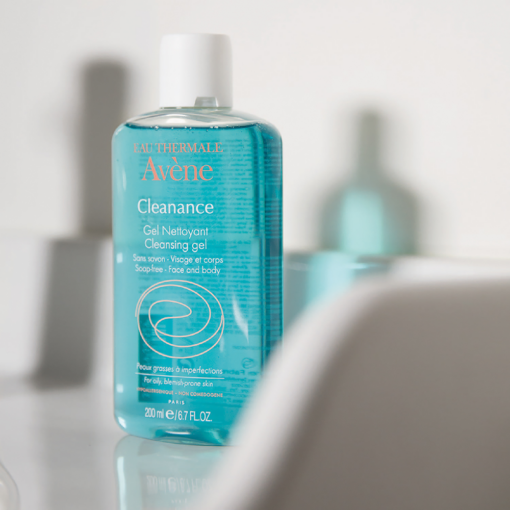 EAU THERMALE
Avène
Cleanance
Gel Nettoyant
Cleansing gel
Sans savon · Visage et corps
Soap-free · Face and body
Peaux grasses à imperfections
For oily, blemish-prone skin
PARIS
200 ml ℮/6.7 FL.OZ.